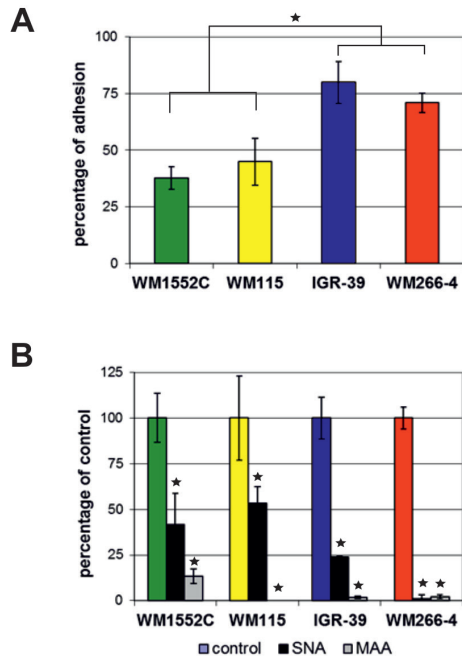 A
★
100
75
50
25
0
percentage of adhesion
WM1552C WM115 IGR-39 WM266-4
B
125
100
75
50
25
0
percentage of control
★ ★ ★ ★ ★ ★ ★ ★
WM1552C WM115 IGR-39 WM266-4
control SNA MAA